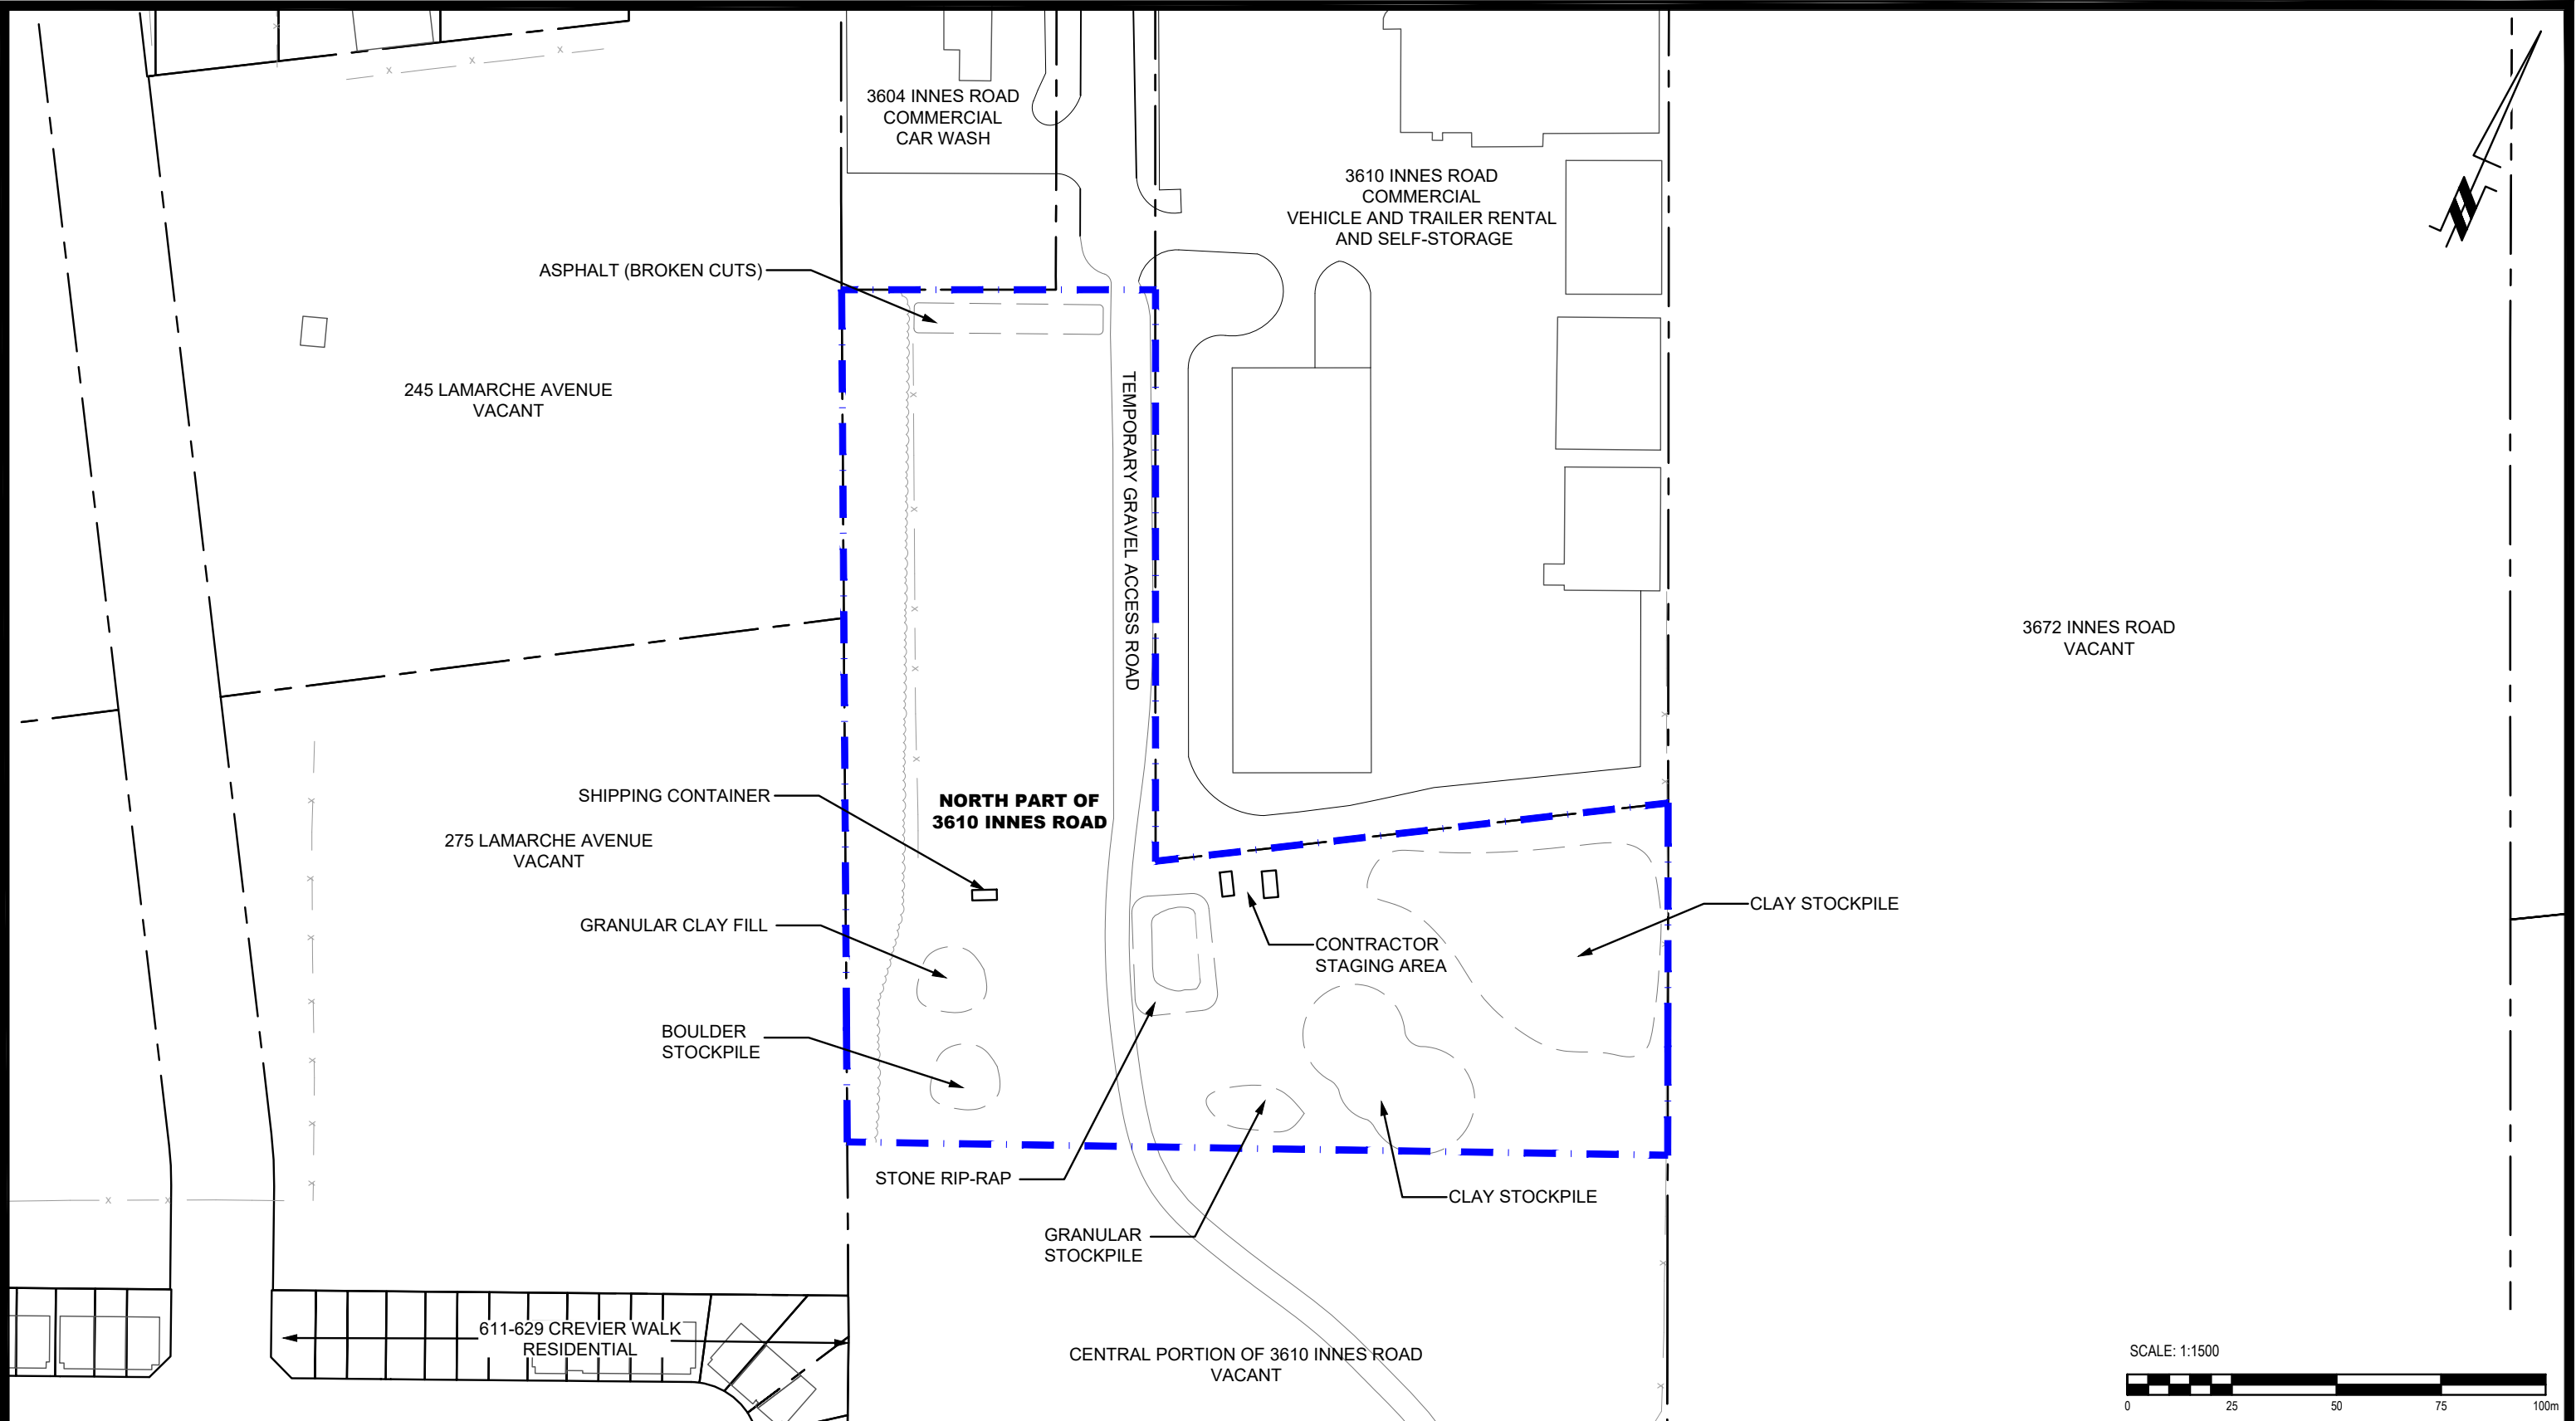 3604 INNES ROAD
COMMERCIAL
CAR WASH
3610 INNES ROAD
COMMERCIAL
VEHICLE AND TRAILER RENTAL
AND SELF-STORAGE
N
ASPHALT (BROKEN CUTS)
245 LAMARCHE AVENUE
VACANT
TEMPORARY GRAVEL ACCESS ROAD
3672 INNES ROAD
VACANT
SHIPPING CONTAINER
NORTH PART OF
3610 INNES ROAD
275 LAMARCHE AVENUE
VACANT
GRANULAR CLAY FILL
CLAY STOCKPILE
CONTRACTOR
STAGING AREA
BOULDER
STOCKPILE
STONE RIP-RAP
CLAY STOCKPILE
GRANULAR
STOCKPILE
611-629 CREVIER WALK
RESIDENTIAL
CENTRAL PORTION OF 3610 INNES ROAD
VACANT
SCALE: 1:1500
0 25 50 75 100m